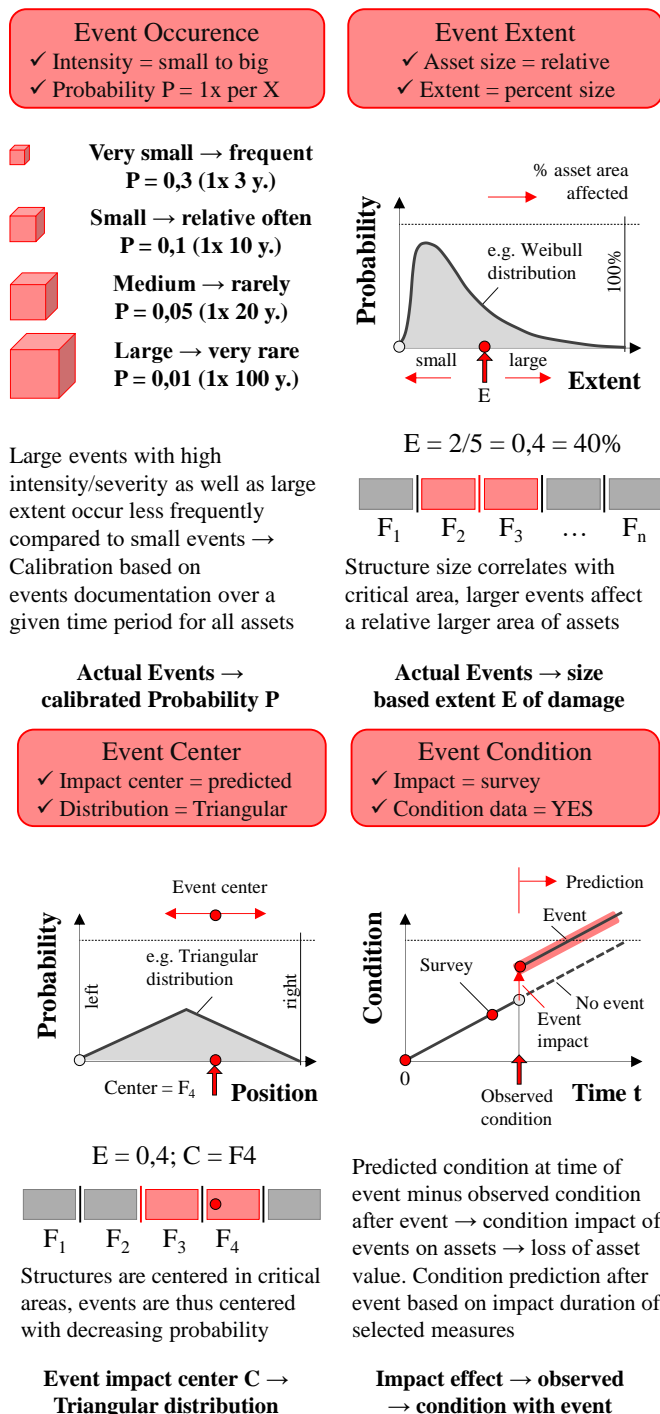 Event Occurence
✓ Intensity = small to big
✓ Probability P = 1x per X
Very small → frequent
P = 0,3 (1x 3 y.)
Small → relative often
P = 0,1 (1x 10 y.)
Medium → rarely
P = 0,05 (1x 20 y.)
Large → very rare
P = 0,01 (1x 100 y.)
Large events with high
intensity/severity as well as large
extent occur less frequently
compared to small events →
Calibration based on
events documentation over a
given time period for all assets
Actual Events →
calibrated Probability P
Event Extent
✓ Asset size = relative
✓ Extent = percent size
% asset area
affected
Probability
e.g. Weibull
distribution
100%
small
large
E
Extent
E = 2/5 = 0,4 = 40%
F1 F2 F3 … Fn
Structure size correlates with
critical area, larger events affect
a relative larger area of assets
Actual Events → size
based extent E of damage
Event Center
✓ Impact center = predicted
✓ Distribution = Triangular
Event center
Probability
e.g. Triangular
distribution
left
right
Center = F4
Position
E = 0,4; C = F4
F1 F2 F3 F4
Structures are centered in critical
areas, events are thus centered
with decreasing probability
Event impact center C →
Triangular distribution
Event Condition
✓ Impact = survey
✓ Condition data = YES
Prediction
Event
Condition
Survey
No event
Event
impact
0
Time t
Observed
condition
Predicted condition at time of
event minus observed condition
after event → condition impact of
events on assets → loss of asset
value. Condition prediction after
event based on impact duration of
selected measures
Impact effect → observed
→ condition with event